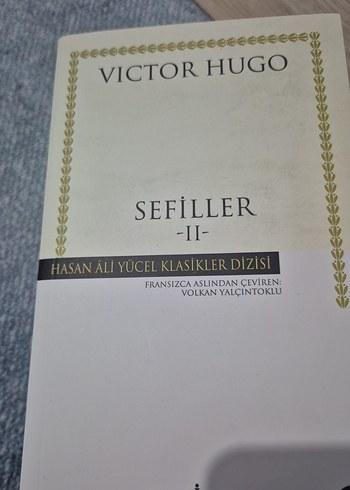 VICTOR HUGO
SEFİLLER
-II-
HASAN ÂLİ YÜCEL KLASİKLER DİZİSİ
FRANSIZCA ASLINDAN ÇEVİREN:
VOLKAN YALÇINTOKLU